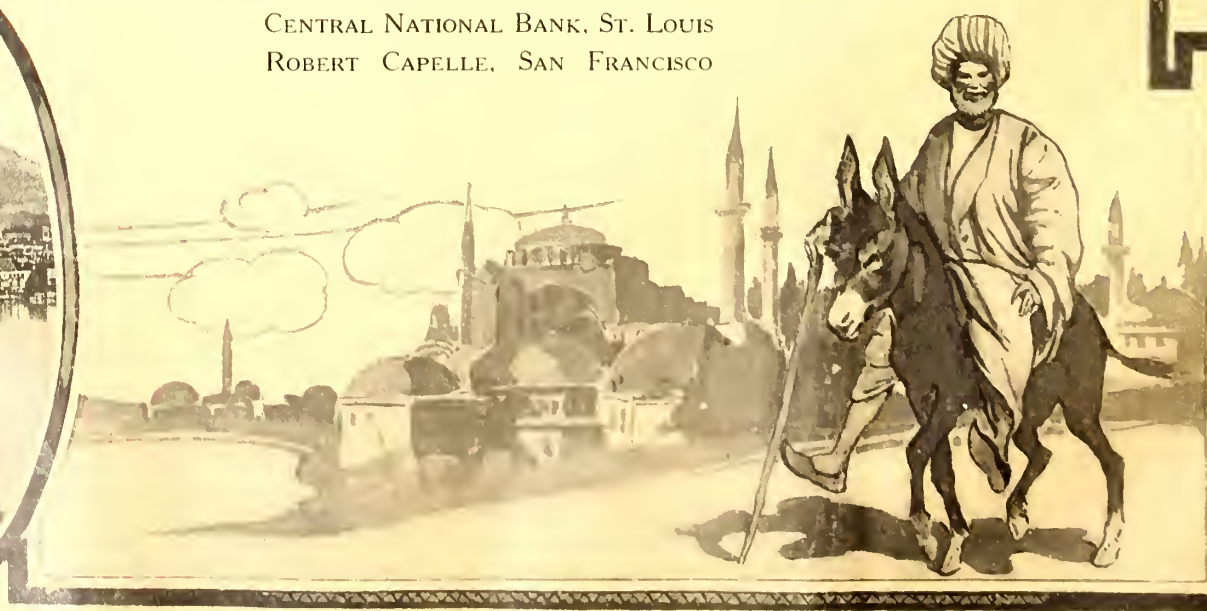 CENTRAL NATIONAL BANK, ST. LOUIS
ROBERT CAPELLE, SAN FRANCISCO